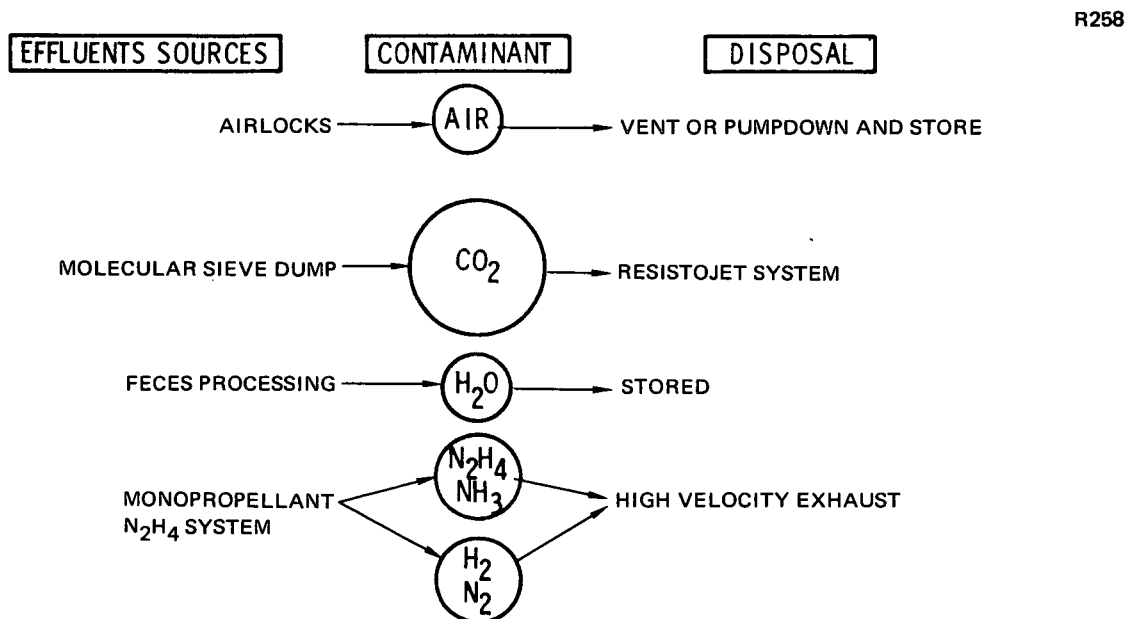 R258
EFFLUENTS SOURCES CONTAMINANT DISPOSAL
AIRLOCKS AIR VENT OR PUMPDOWN AND STORE
MOLECULAR SIEVE DUMP CO2 RESISTOJET SYSTEM
FECES PROCESSING H2O STORED
MONOPROPELLANT
N2H4 SYSTEM
N2H4
NH3
H2
N2
HIGH VELOCITY EXHAUST